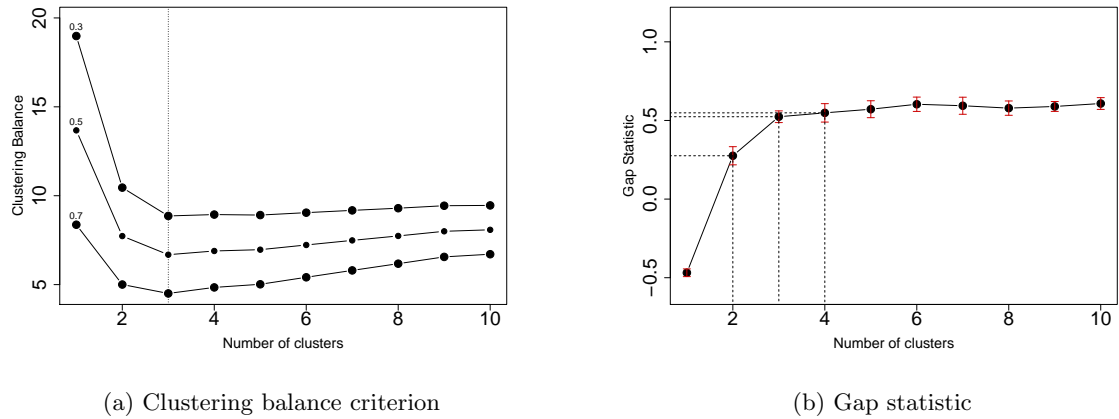 20
15
10
5
Clustering Balance
0.3
0.5
0.7
2 4 6 8 10
Number of clusters
(a) Clustering balance criterion
1.0
0.5
0.0
−0.5
Gap Statistic
2 4 6 8 10
Number of clusters
(b) Gap statistic